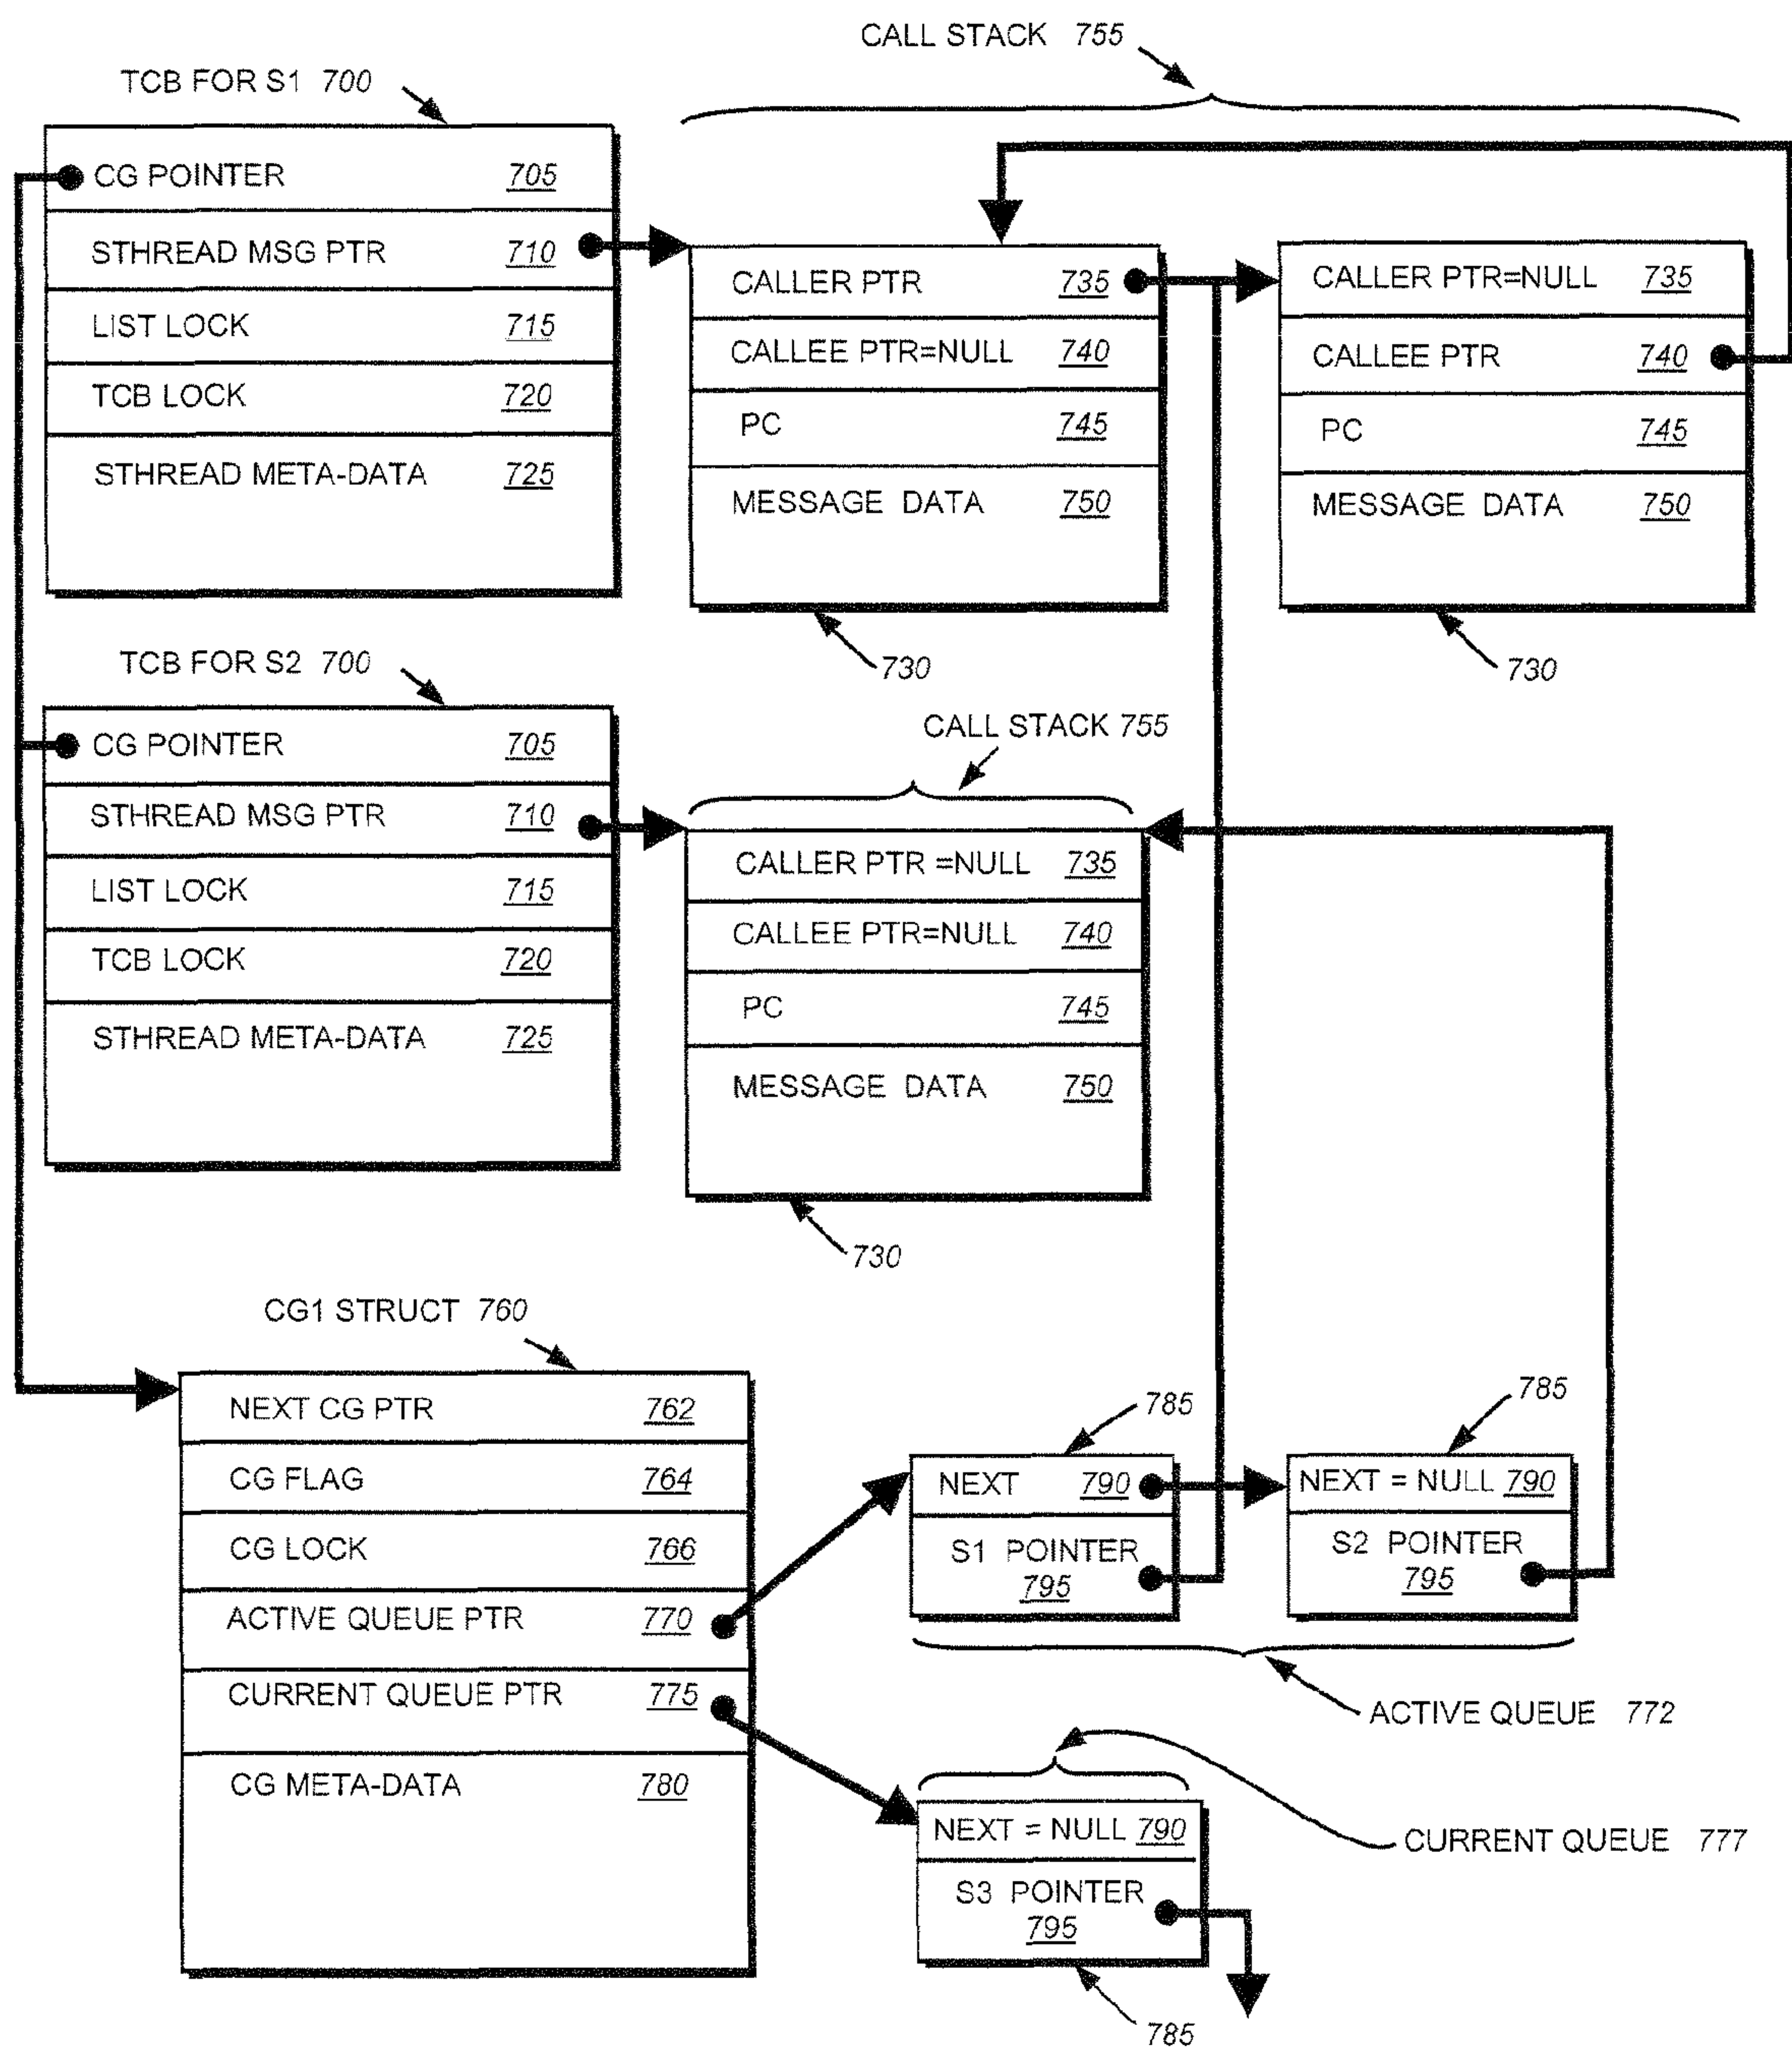 CALL STACK 755
TCB FOR S1 700
CG POINTER 705
STHREAD MSG PTR 710
LIST LOCK 715
TCB LOCK 720
STHREAD META-DATA 725
CALLER PTR 735
CALLEE PTR=NULL 740
PC 745
MESSAGE DATA 750
730
CALLER PTR=NULL 735
CALLEE PTR 740
PC 745
MESSAGE DATA 750
730
TCB FOR S2 700
CG POINTER 705
STHREAD MSG PTR 710
LIST LOCK 715
TCB LOCK 720
STHREAD META-DATA 725
CALL STACK 755
CALLER PTR =NULL 735
CALLEE PTR=NULL 740
PC 745
MESSAGE DATA 750
730
CG1 STRUCT 760
NEXT CG PTR 762
CG FLAG 764
CG LOCK 766
ACTIVE QUEUE PTR 770
CURRENT QUEUE PTR 775
CG META-DATA 780
785
NEXT 790
S1 POINTER
795
785
NEXT = NULL 790
S2 POINTER
795
ACTIVE QUEUE 772
NEXT = NULL 790
S3 POINTER
795
CURRENT QUEUE 777
785